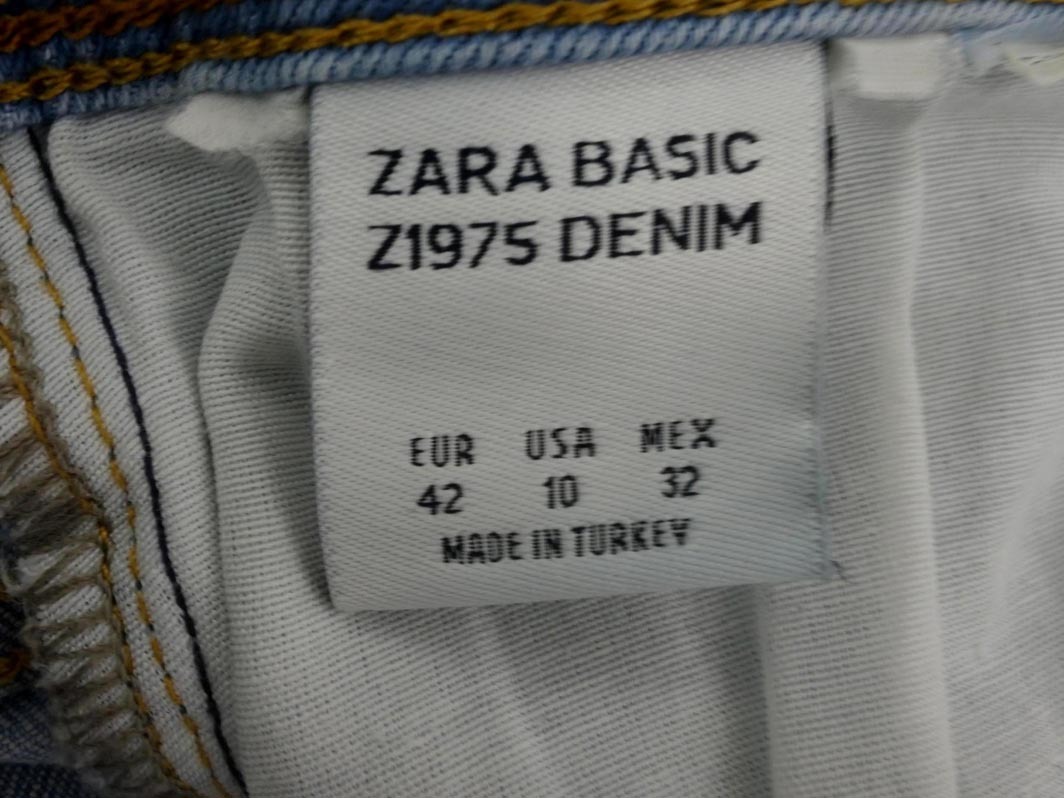 ZARA BASIC
Z1975 DENIM
EUR USA MEX
42 10 32
MADE IN TURKEY